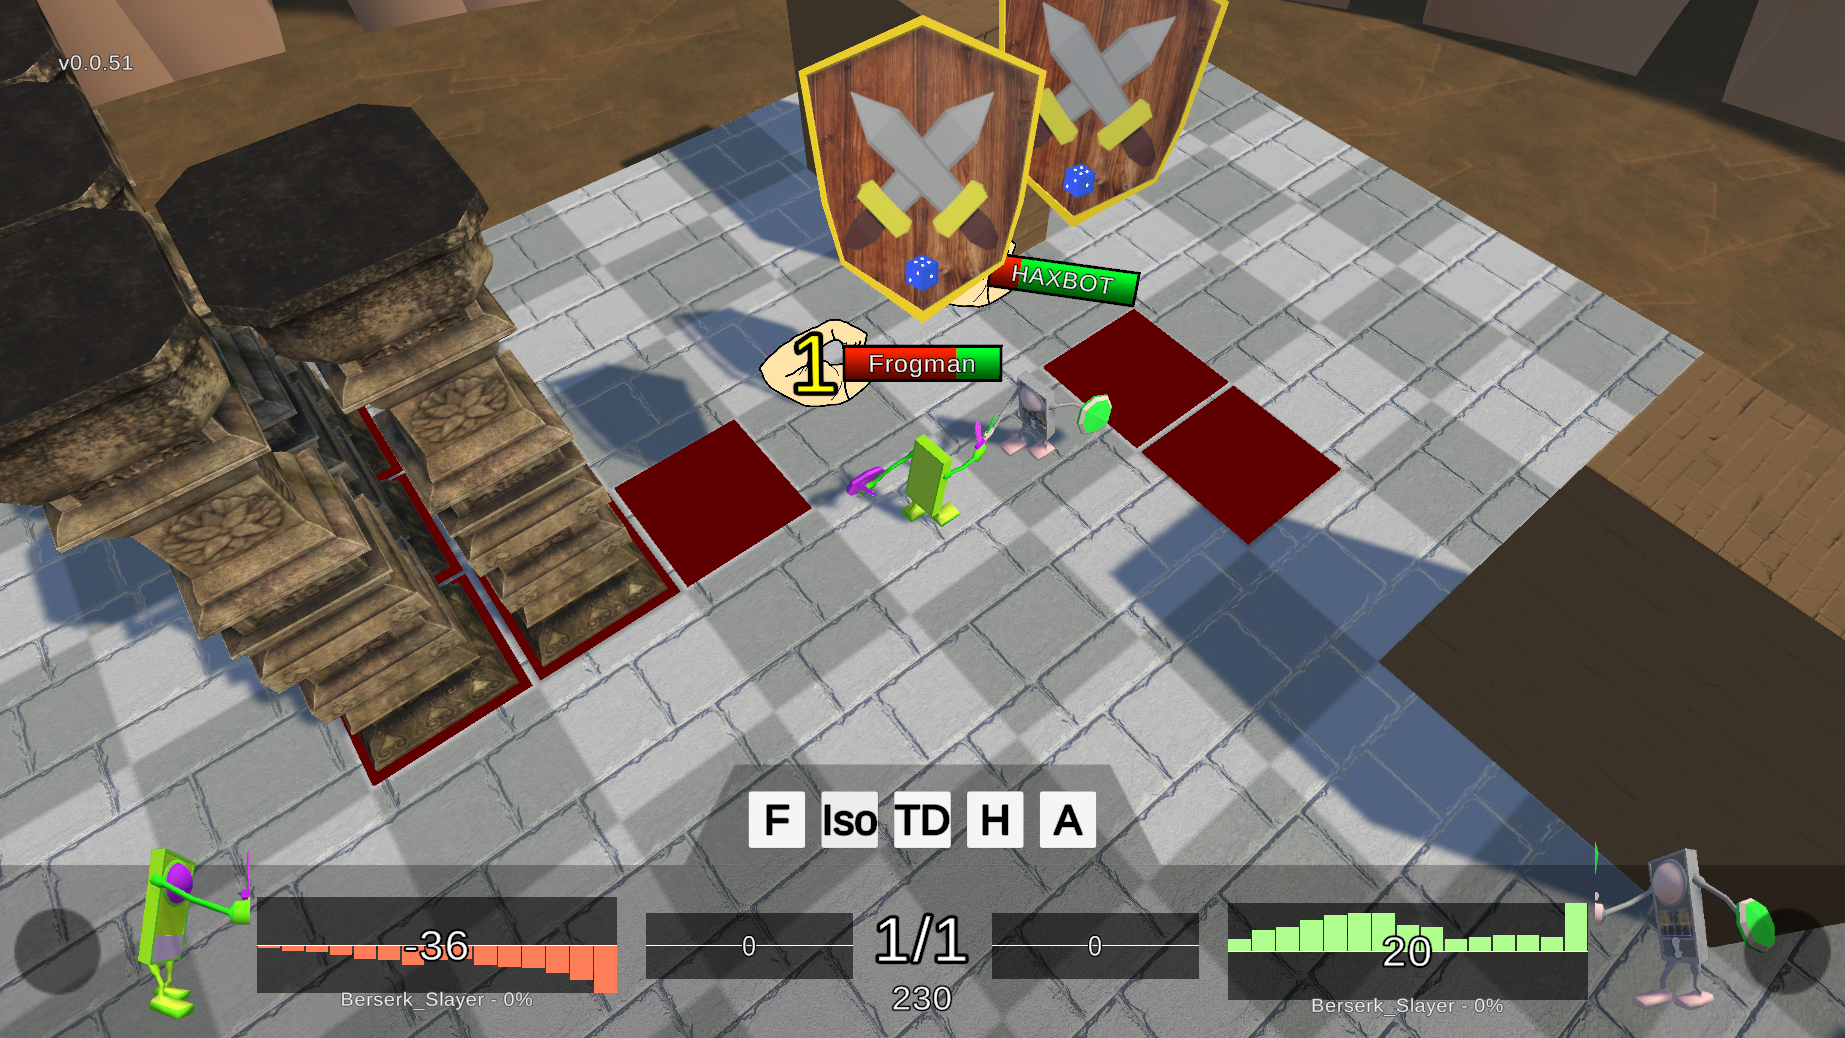 v0.0.51
HAXBOT
1
Frogman
F Iso TD H A
-36
0
1/1
0
20
230
Berserk_Slayer - 0%
Berserk_Slayer - 0%